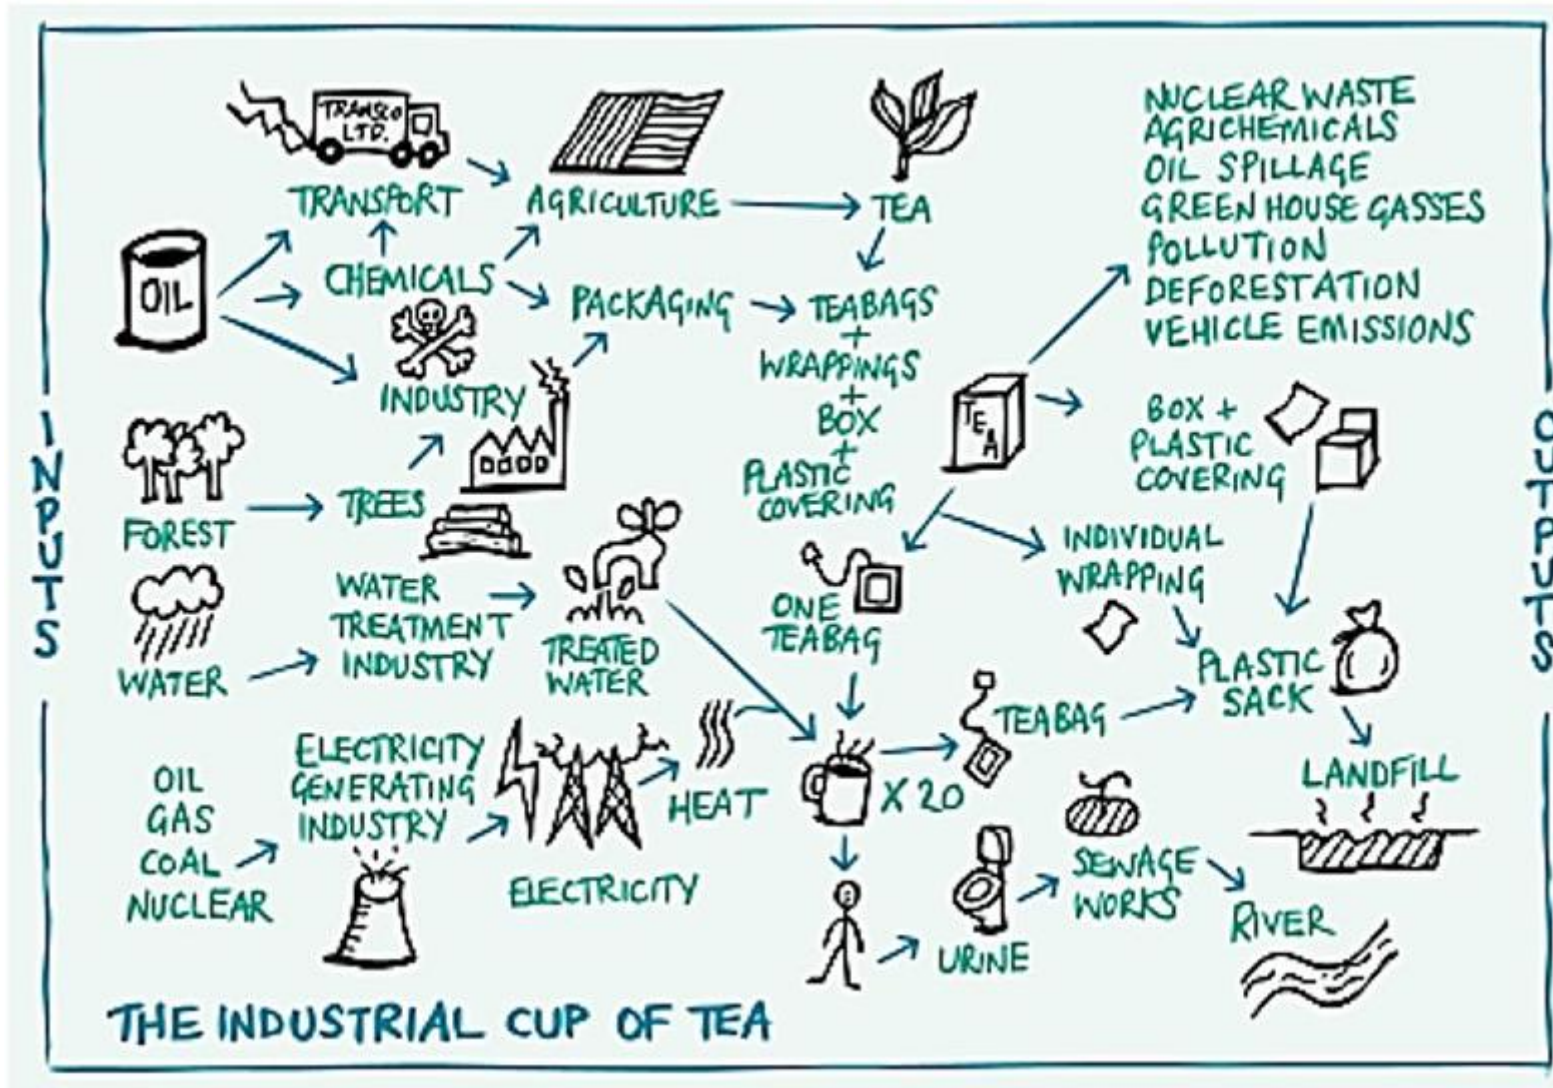 TRANSCO
LTD.
TRANSPORT
AGRICULTURE
TEA
NUCLEAR WASTE
AGRICHEMICALS
OIL SPILLAGE
GREEN HOUSE GASSES
POLLUTION
DEFORESTATION
VEHICLE EMISSIONS
OIL
CHEMICALS
PACKAGING
TEABAGS
+
WRAPPINGS
+
BOX
+
PLASTIC
COVERING
INDUSTRY
TEA
BOX +
PLASTIC
COVERING
INPUTS
OUTPUTS
FOREST
TREES
INDIVIDUAL
WRAPPING
WATER
WATER
TREATMENT
INDUSTRY
TREATED
WATER
ONE
TEABAG
PLASTIC
SACK
OIL
GAS
COAL
NUCLEAR
ELECTRICITY
GENERATING
INDUSTRY
ELECTRICITY
HEAT
X 20
TEABAG
LANDFILL
URINE
SEWAGE
WORKS
RIVER
THE INDUSTRIAL CUP OF TEA